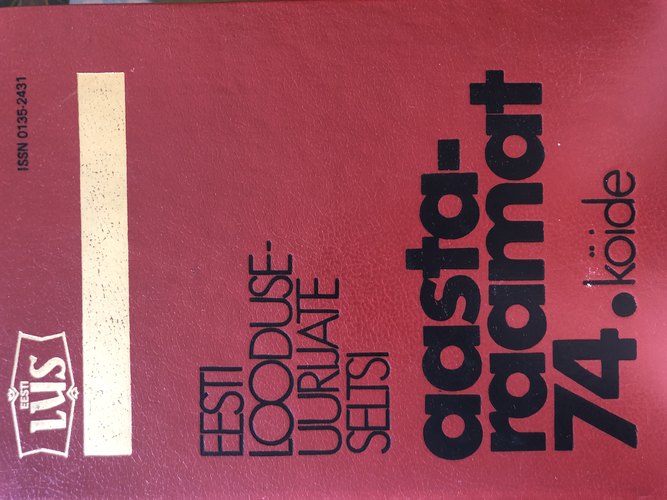 ISSN 0135-2431
EESTI
LUS
EESTI
LOODUSE-
UURIJATE
SELTSI
aasta-
raamat
74. köide